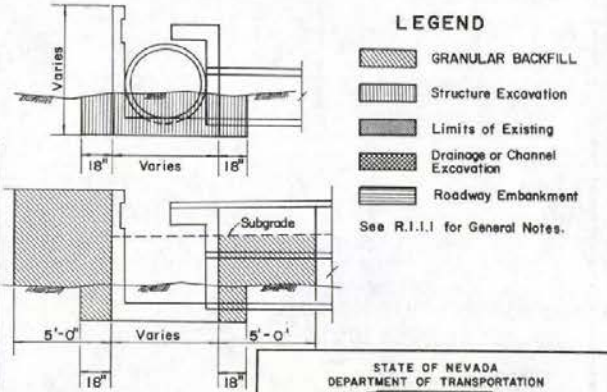 Varies
18"
Varies
18"
Subgrade
5'-0"
Varies
5'-0"
18"
18"
LEGEND
GRANULAR BACKFILL
Structure Excavation
Limits of Existing
Drainage or Channel
Excavation
Roadway Embankment
See R.1.1.1 for General Notes.
STATE OF NEVADA
DEPARTMENT OF TRANSPORTATION